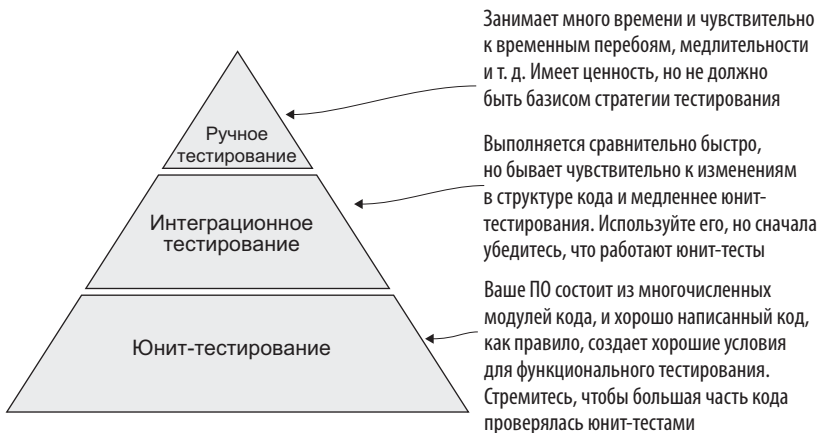 Занимает много времени и чувствительно
к временным перебоям, медлительности
и т. д. Имеет ценность, но не должно
быть базисом стратегии тестирования
Ручное
тестирование
Выполняется сравнительно быстро,
но бывает чувствительно к изменениям
в структуре кода и медленнее юнит-
тестирования. Используйте его, но сначала
убедитесь, что работают юнит-тесты
Интеграционное
тестирование
Ваше ПО состоит из многочисленных
модулей кода, и хорошо написанный код,
как правило, создает хорошие условия
для функционального тестирования.
Стремитесь, чтобы большая часть кода
проверялась юнит-тестами
Юнит-тестирование